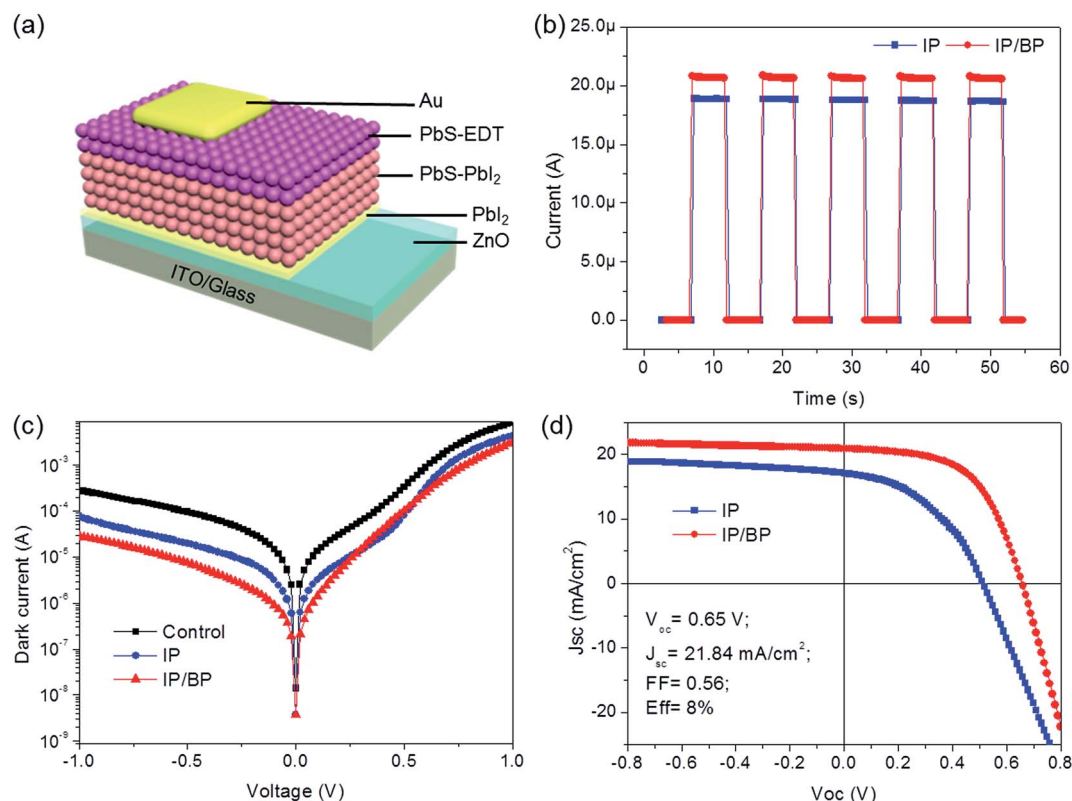 (a)
Au
PbS-EDT
PbS-PbI₂
PbI₂
ZnO
ITO/Glass
(b)
25.0µ
20.0µ
15.0µ
10.0µ
5.0µ
0.0
Current (A)
IP IP/BP
0 10 20 30 40 50 60
Time (s)
(c)
10⁻³
10⁻⁴
10⁻⁵
10⁻⁶
10⁻⁷
10⁻⁸
10⁻⁹
Dark current (A)
Control
IP
IP/BP
-1.0 -0.5 0.0 0.5 1.0
Voltage (V)
(d)
20
10
0
-10
-20
Jsc (mA/cm²)
IP
IP/BP
V_oc = 0.65 V;
J_sc = 21.84 mA/cm²;
FF= 0.56;
Eff= 8%
-0.8 -0.6 -0.4 -0.2 0.0 0.2 0.4 0.6 0.8
Voc (V)